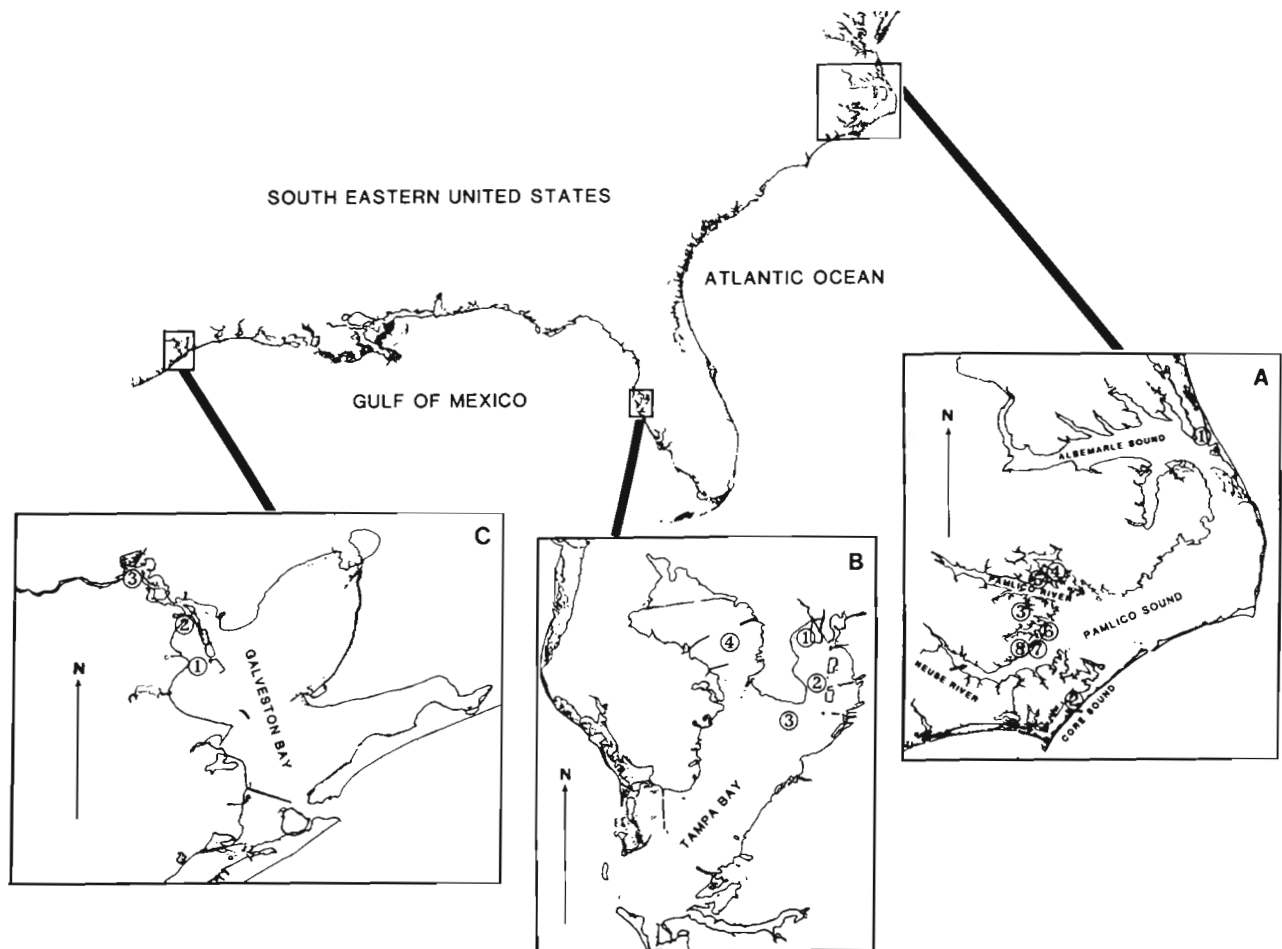 SOUTH EASTERN UNITED STATES
ATLANTIC OCEAN
GULF OF MEXICO
A
N
ALBEMARLE SOUND
①
④
PAMLICO RIVER
③
PAMLICO SOUND
⑥
⑧ ⑦
NEUSE RIVER
②
CORE SOUND
B
①
④
②
③
N
TAMPA BAY
C
③
②
①
N
GALVESTON BAY